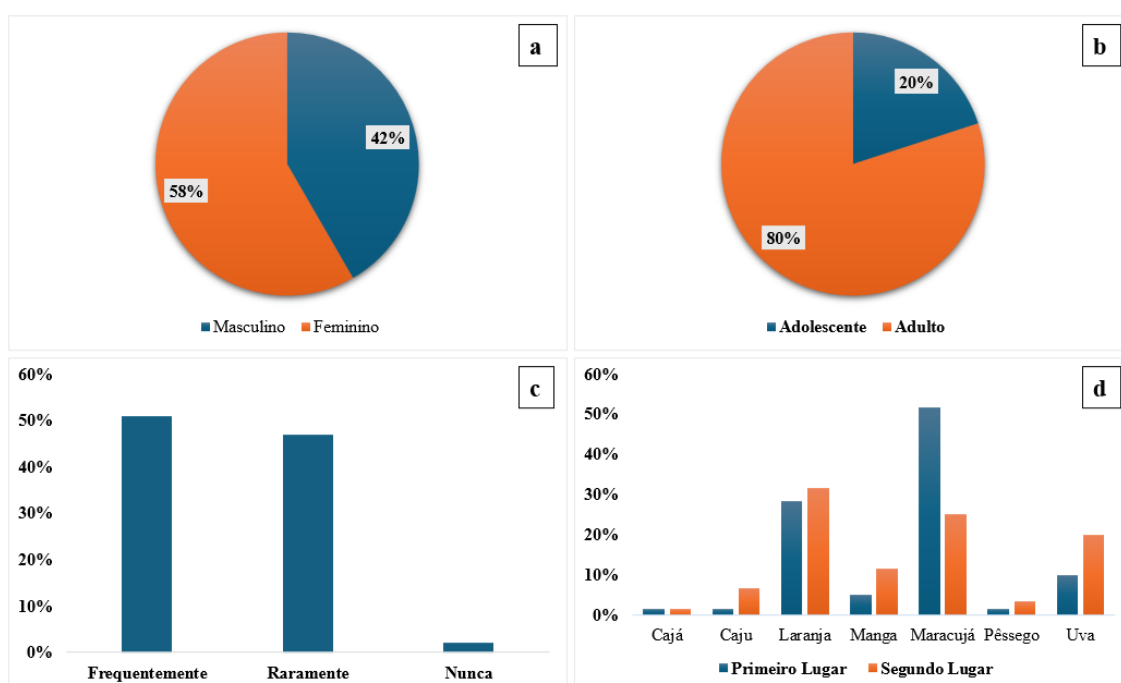 a
42%
58%
Masculino Feminino
b
20%
80%
Adolescente Adulto
c
60%
50%
40%
30%
20%
10%
0%
Frequentemente Raramente Nunca
d
60%
50%
40%
30%
20%
10%
0%
Cajá Caju Laranja Manga Maracujá Pêssego Uva
Primeiro Lugar Segundo Lugar